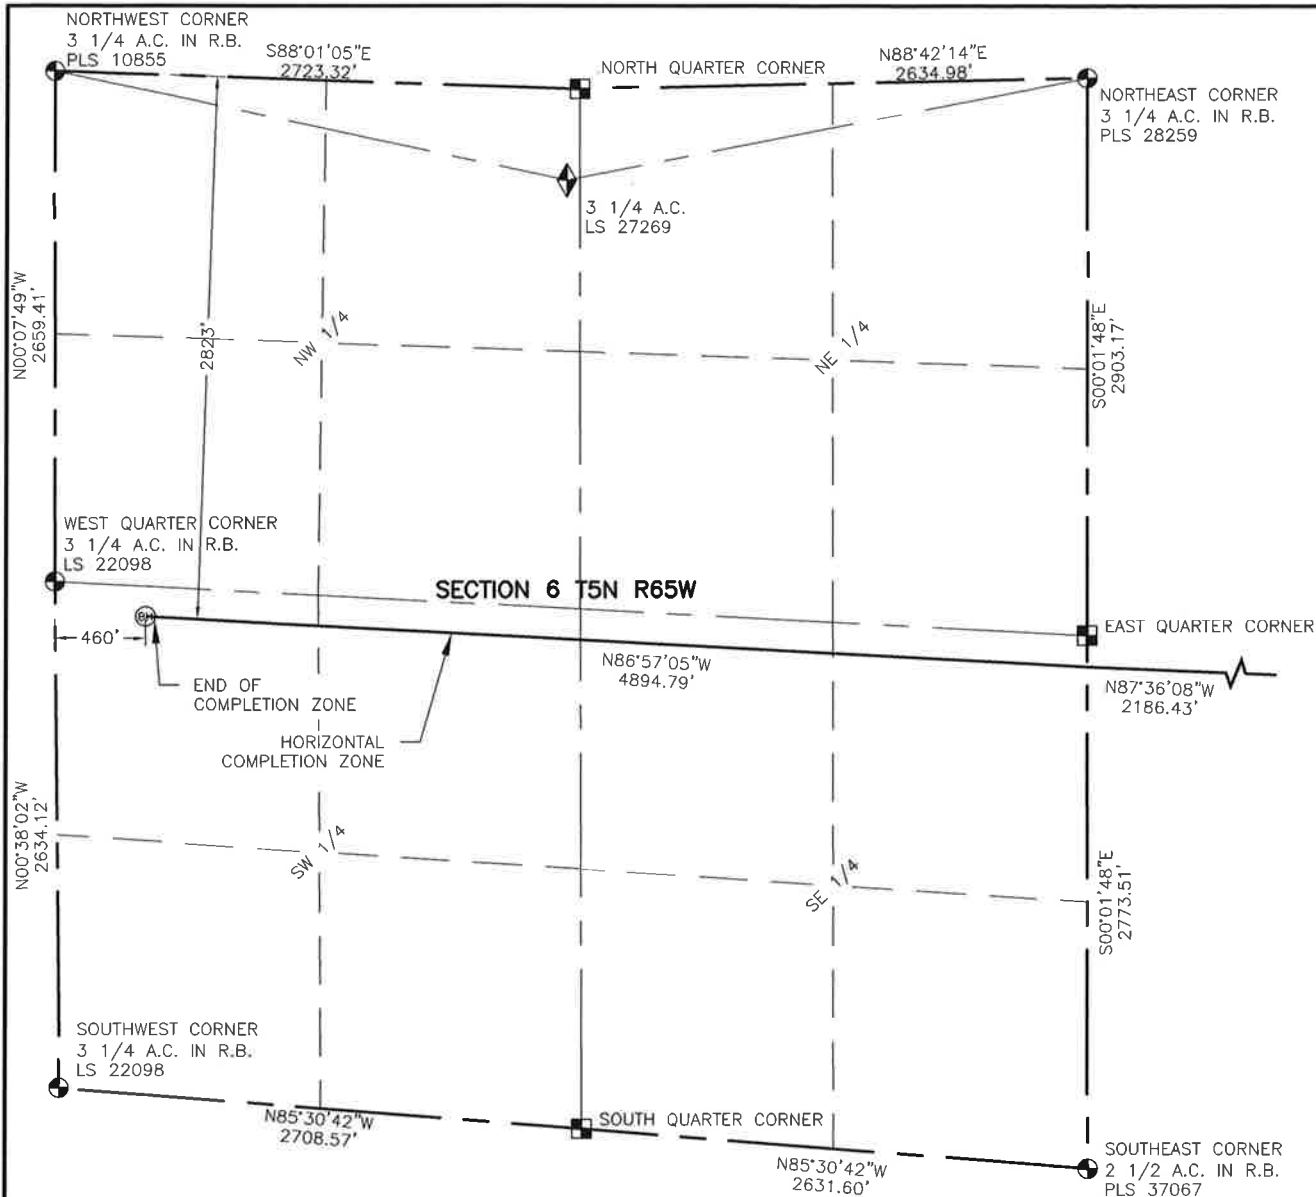 NORTHWEST CORNER
3 1/4 A.C. IN R.B.
PLS 10855
S88°01'05"E
2723.32'
NORTH QUARTER CORNER
N88°42'14"E
2634.98'
NORTHEAST CORNER
3 1/4 A.C. IN R.B.
PLS 28259
3 1/4 A.C.
LS 27269
N00°07'49"W
2659.41'
2823'
NW 1/4
NE 1/4
S00°01'48"E
2903.17'
WEST QUARTER CORNER
3 1/4 A.C. IN R.B.
LS 22098
SECTION 6 T5N R65W
BH
460'
EAST QUARTER CORNER
N86°57'05"W
4894.79'
N87°36'08"W
2186.43'
END OF
COMPLETION ZONE
HORIZONTAL
COMPLETION ZONE
N00°38'02"W
2634.12'
SW 1/4
SE 1/4
S00°01'48"E
2773.51'
SOUTHWEST CORNER
3 1/4 A.C. IN R.B.
LS 22098
N85°30'42"W
2708.57'
SOUTH QUARTER CORNER
N85°30'42"W
2631.60'
SOUTHEAST CORNER
2 1/2 A.C. IN R.B.
PLS 37067